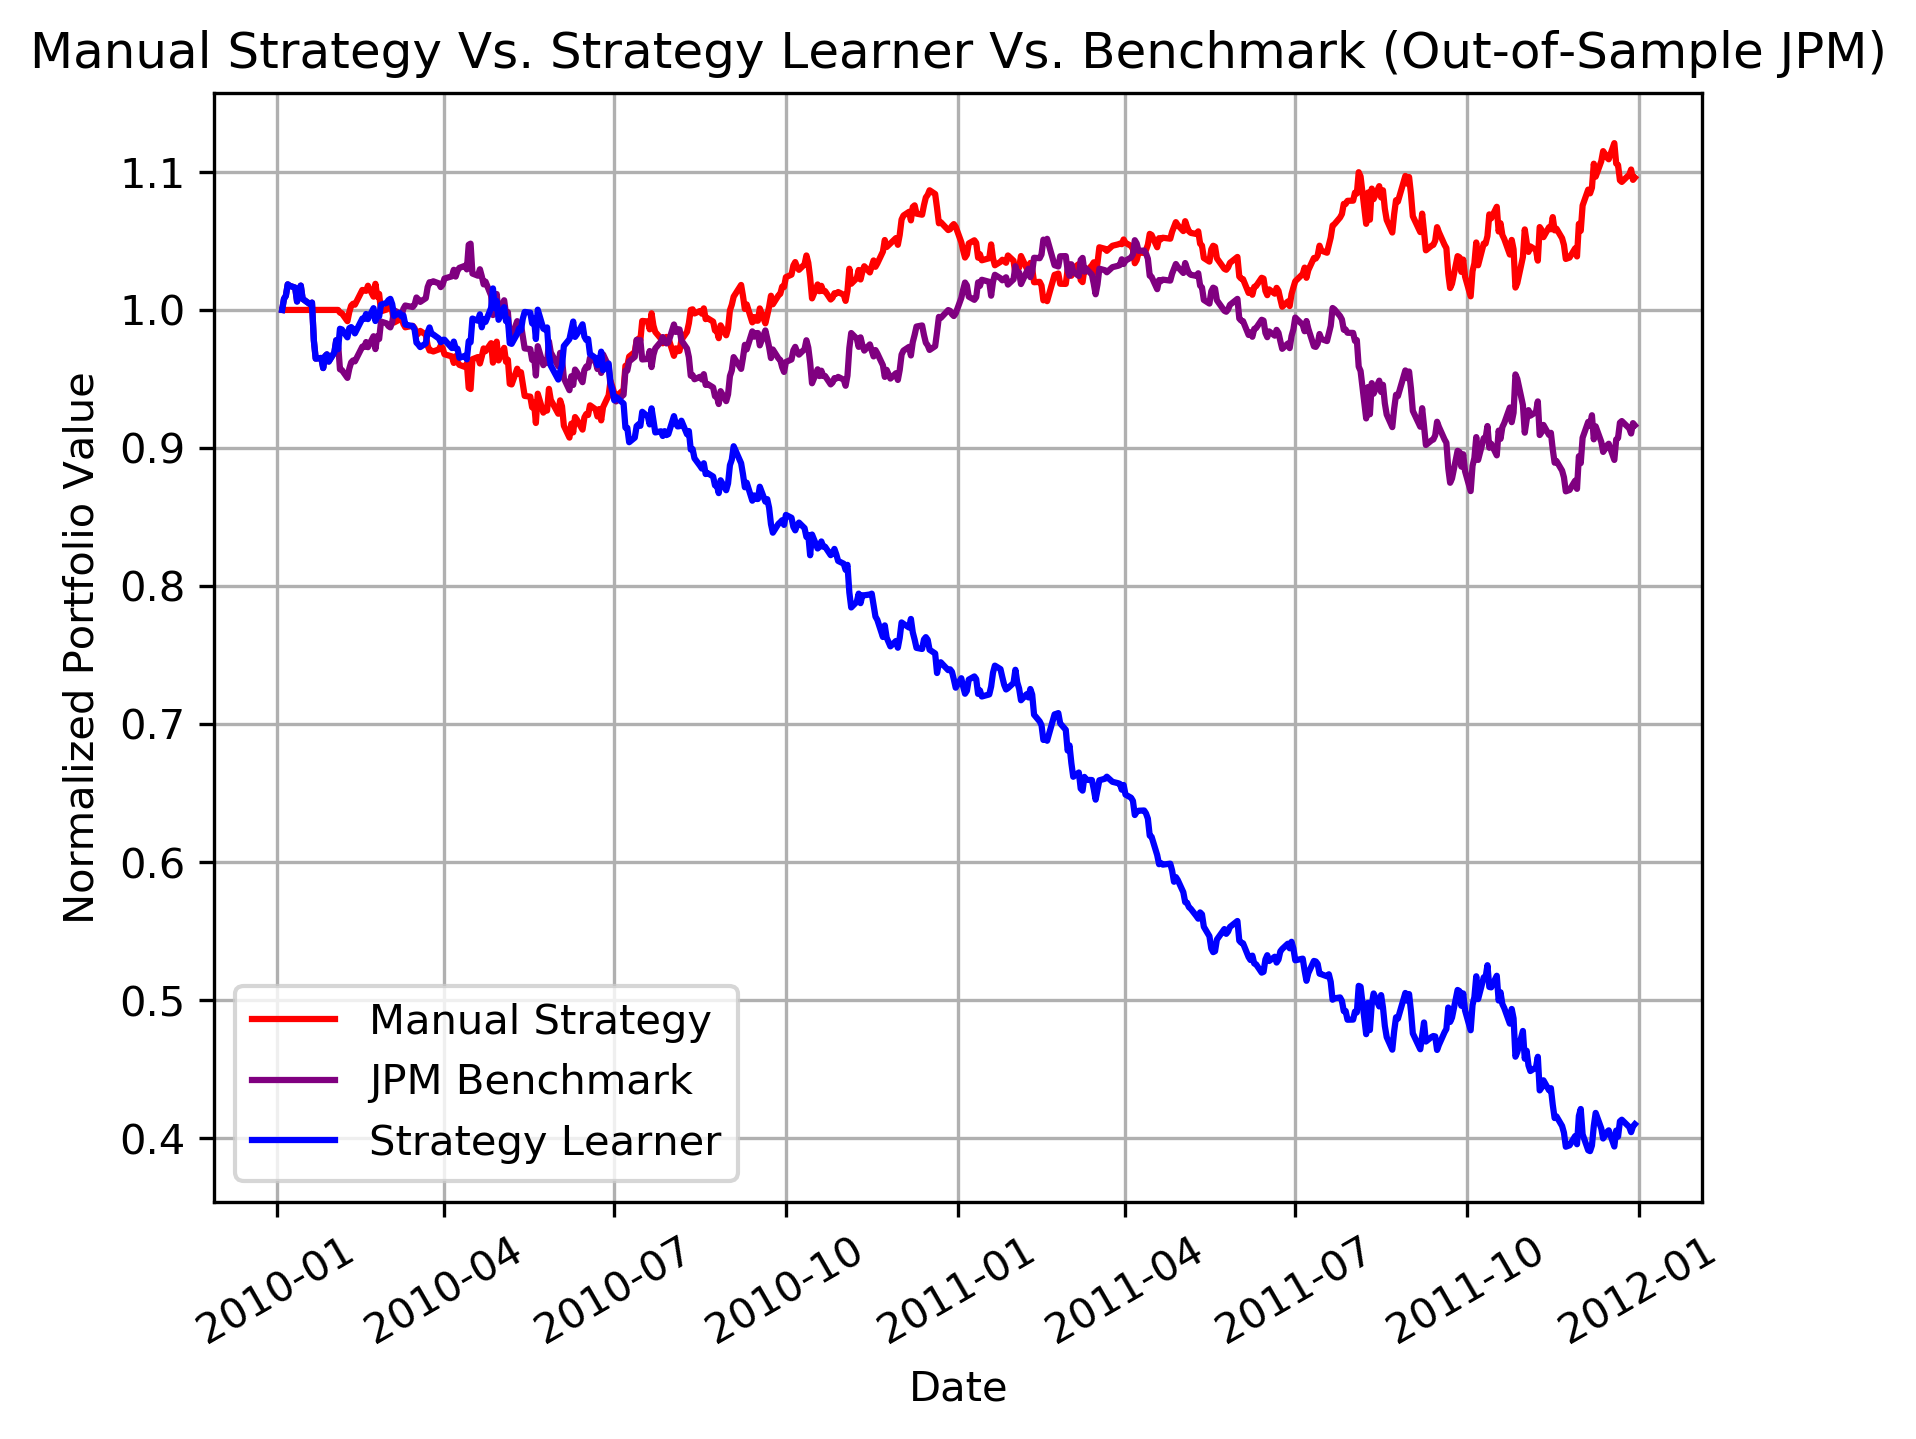 Manual Strategy Vs. Strategy Learner Vs. Benchmark (Out-of-Sample JPM)
Normalized Portfolio Value
1.1
1.0
0.9
0.8
0.7
0.6
0.5
0.4
Manual Strategy
JPM Benchmark
Strategy Learner
2010-01
2010-04
2010-07
2010-10
2011-01
2011-04
2011-07
2011-10
2012-01
Date